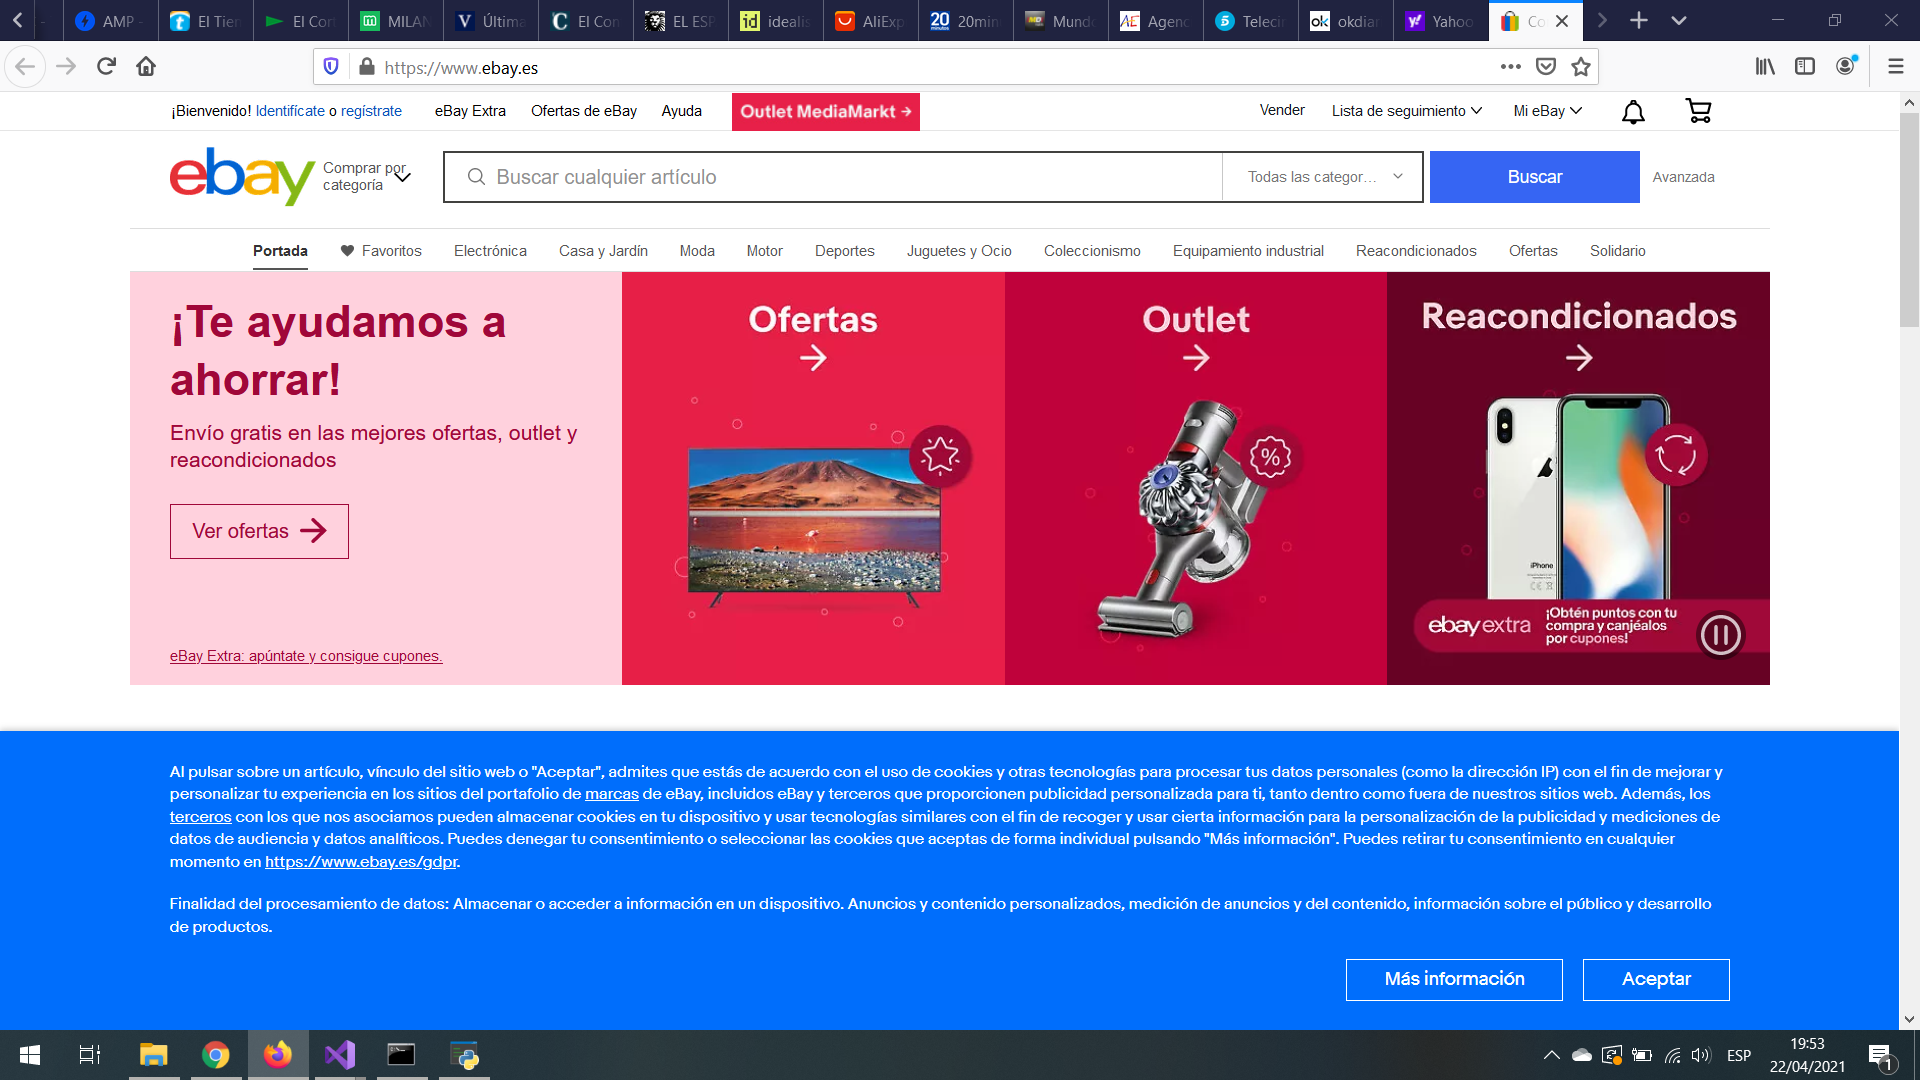 AMP -
El Tien
El Cor
MILAN
Última
El Con
EL ESP
idealis
AliExp
20min
Mundo
Agenc
Telecin
okdiar
Yahoo
Co
https://www.ebay.es
¡Bienvenido! Identifícate o regístrate
eBay Extra
Ofertas de eBay
Ayuda
Outlet MediaMarkt
Vender
Lista de seguimiento
Mi eBay
ebay
Comprar por
categoría
Buscar cualquier artículo
Todas las categor...
Buscar
Avanzada
Portada
Favoritos
Electrónica
Casa y Jardín
Moda
Motor
Deportes
Juguetes y Ocio
Coleccionismo
Equipamiento industrial
Reacondicionados
Ofertas
Solidario
¡Te ayudamos a
ahorrar!
Envío gratis en las mejores ofertas, outlet y
reacondicionados
Ver ofertas
eBay Extra: apúntate y consigue cupones.
Ofertas
Outlet
%
Reacondicionados
iPhone
ebayextra
¡Obtén puntos con tu
compra y canjéalos
por cupones!
Al pulsar sobre un artículo, vínculo del sitio web o "Aceptar", admites que estás de acuerdo con el uso de cookies y otras tecnologías para procesar tus datos personales (como la dirección IP) con el fin de mejorar y
personalizar tu experiencia en los sitios del portafolio de marcas de eBay, incluidos eBay y terceros que proporcionen publicidad personalizada para ti, tanto dentro como fuera de nuestros sitios web. Además, los
terceros con los que nos asociamos pueden almacenar cookies en tu dispositivo y usar tecnologías similares con el fin de recoger y usar cierta información para la personalización de la publicidad y mediciones de
datos de audiencia y datos analíticos. Puedes denegar tu consentimiento o seleccionar las cookies que aceptas de forma individual pulsando "Más información". Puedes retirar tu consentimiento en cualquier
momento en https://www.ebay.es/gdpr.
Finalidad del procesamiento de datos: Almacenar o acceder a información en un dispositivo. Anuncios y contenido personalizados, medición de anuncios y del contenido, información sobre el público y desarrollo
de productos.
Más información
Aceptar
ESP
19:53
22/04/2021
1